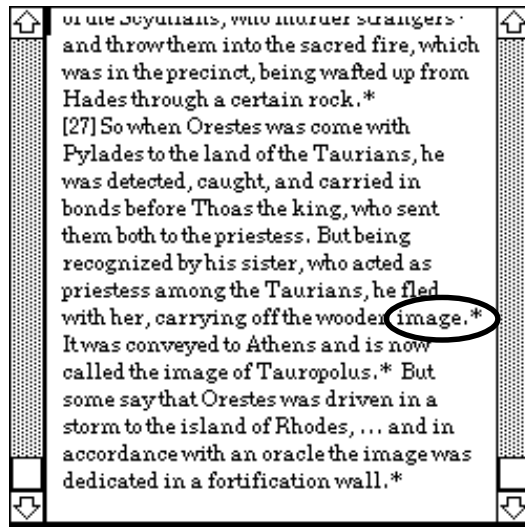 of the Scythians, who murder strangers
and throw them into the sacred fire, which
was in the precinct, being wafted up from
Hades through a certain rock.*
[27] So when Orestes was come with
Pylades to the land of the Taurians, he
was detected, caught, and carried in
bonds before Thoas the king, who sent
them both to the priestess. But being
recognized by his sister, who acted as
priestess among the Taurians, he fled
with her, carrying off the wooden image.*
It was conveyed to Athens and is now
called the image of Tauropolus.* But
some say that Orestes was driven in a
storm to the island of Rhodes, ... and in
accordance with an oracle the image was
dedicated in a fortification wall.*